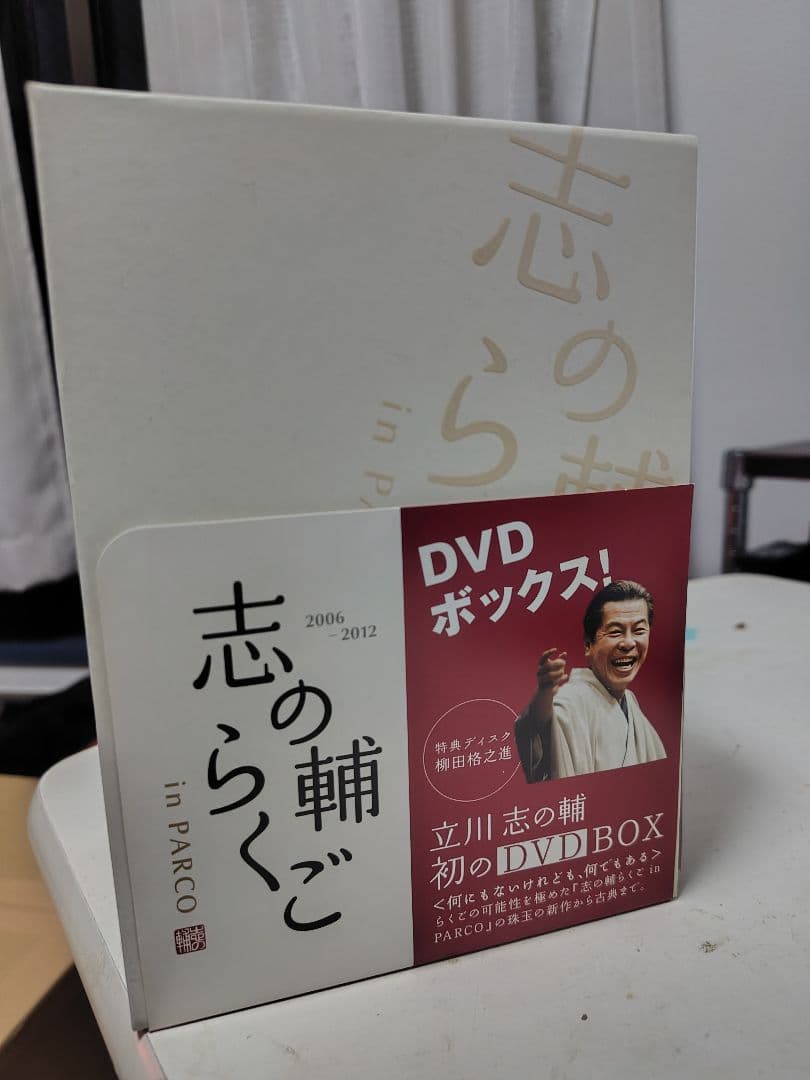 志の輔
らくご
in PA
志の輔
らくご
2006
-2012
in PARCO
志の輔
DVD
ボックス!
特典ディスク
柳田格之進
立川 志の輔
初のDVD BOX
<何にもないけれども、何でもある>
らくごの可能性を極めた『志の輔らくご in
PARCO』の珠玉の新作から古典まで。